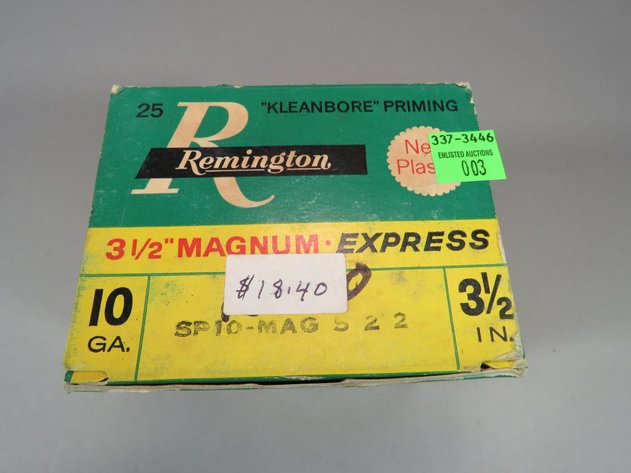 25 "KLEANBORE" PRIMING
R
Remington
337-3446
ENLISTED AUCTIONS
003
3 1/2" MAGNUM · EXPRESS
$18.40
10
GA.
SP10-MAG 5 2 2
3 1/2
IN.